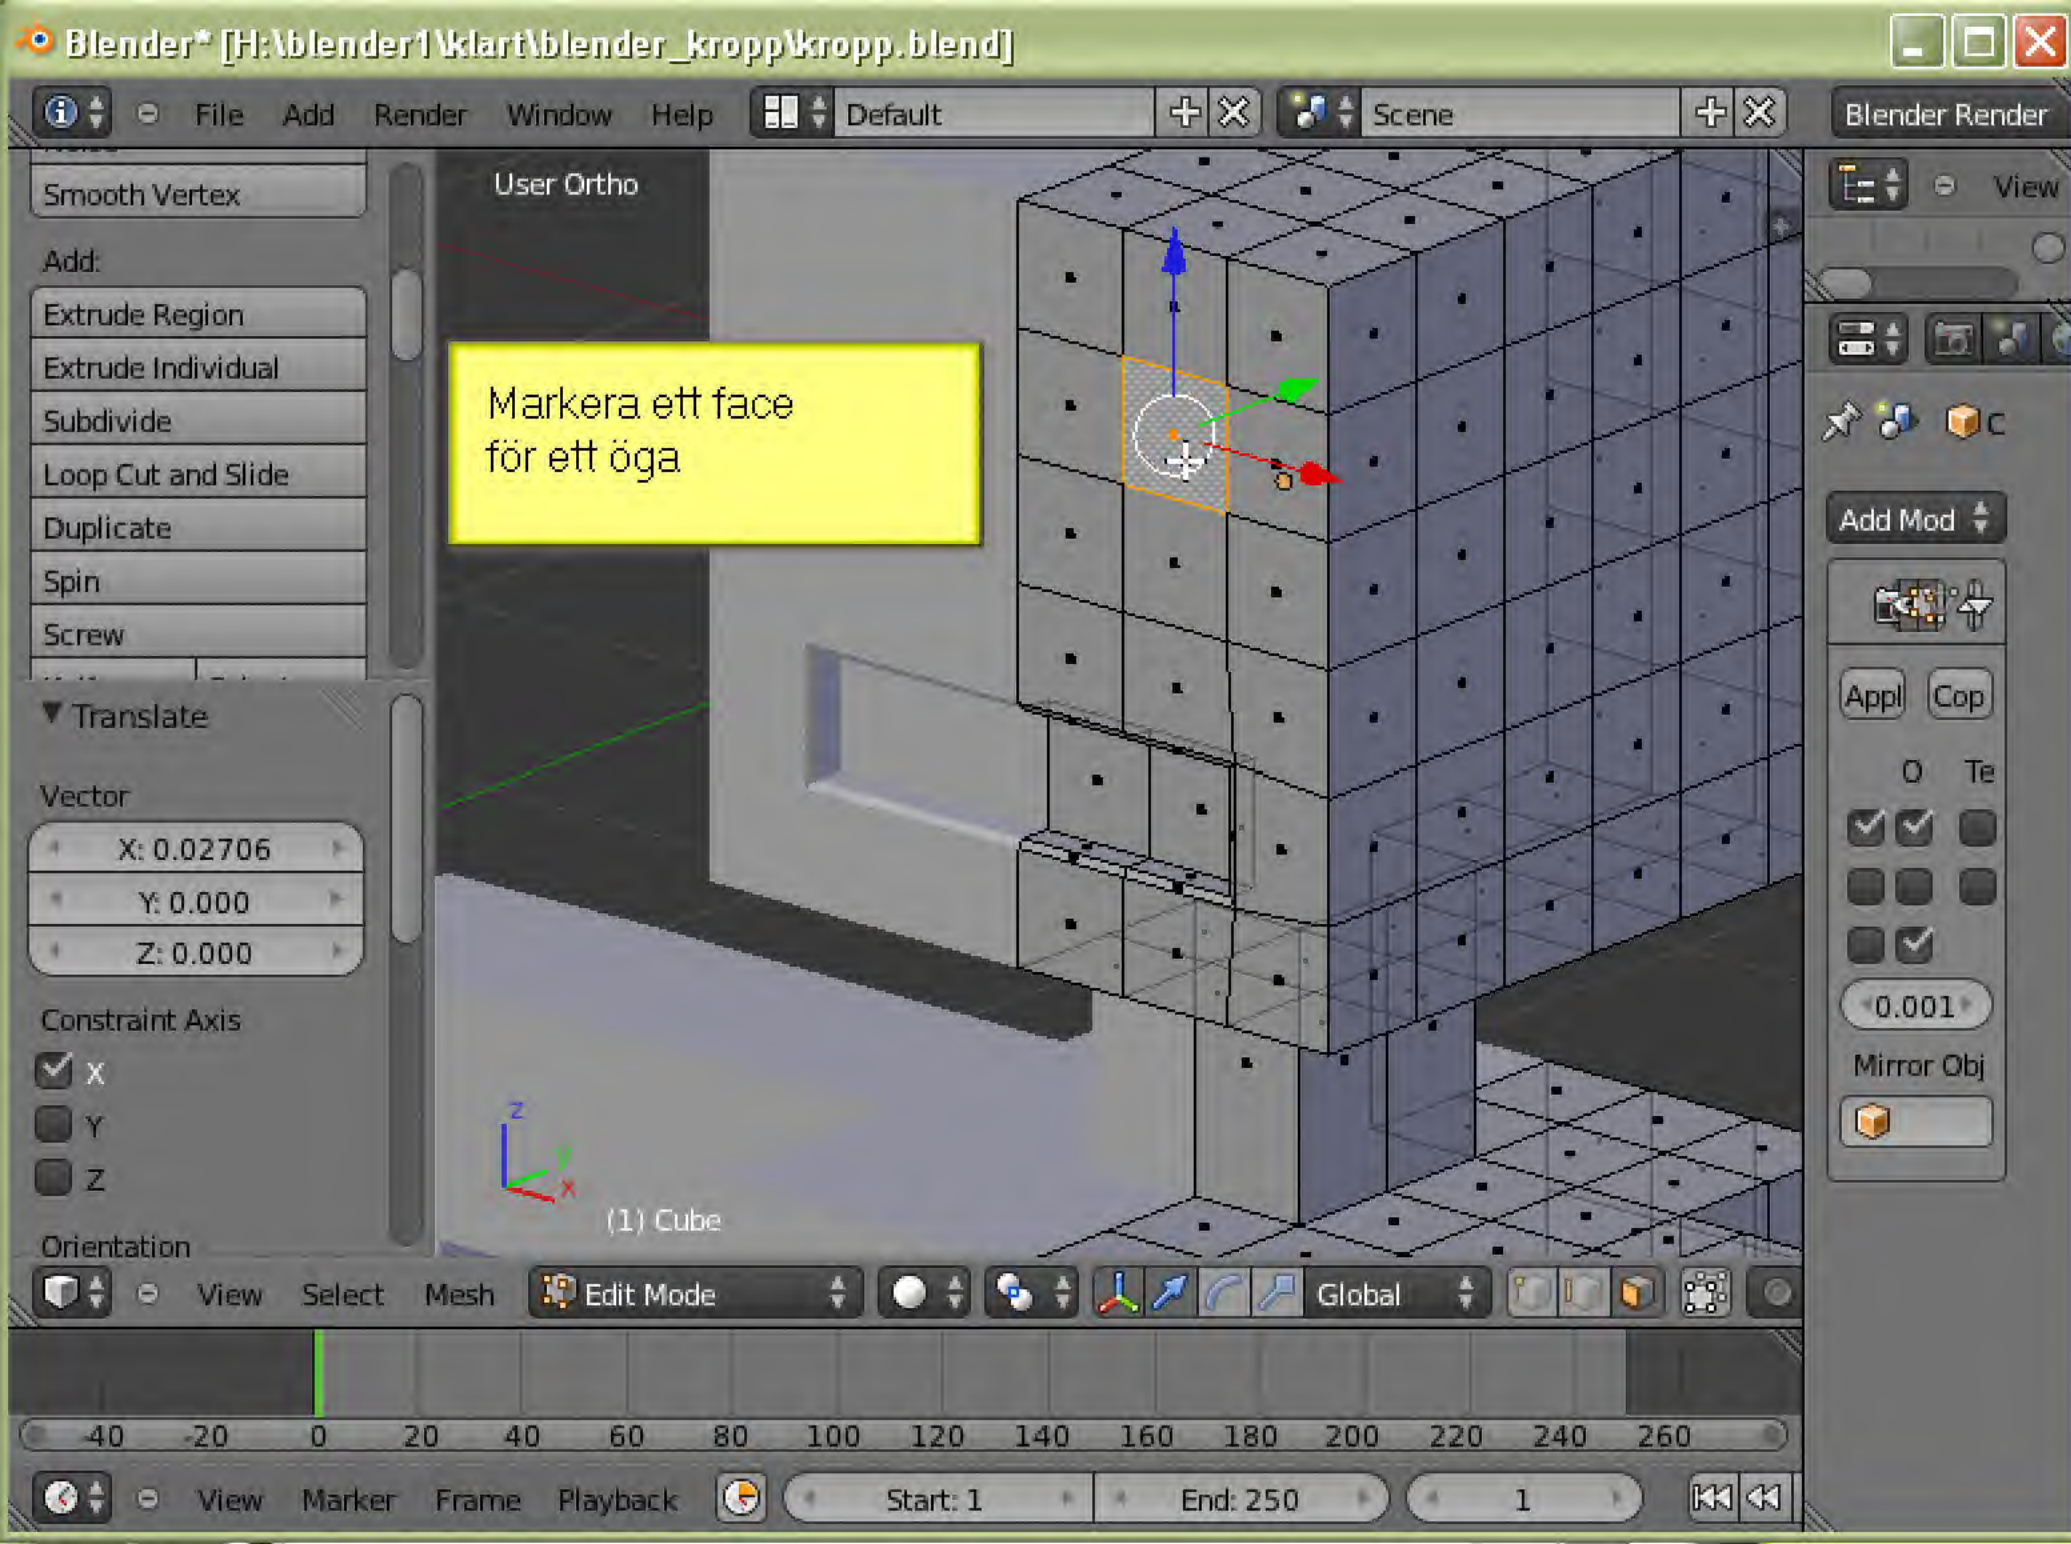 Blender* [H:\blender1\klart\blender_kropp\kropp.blend]
File Add Render Window Help Default Scene Blender Render
Smooth Vertex
User Ortho
View
Add:
Extrude Region
Extrude Individual
Subdivide
Loop Cut and Slide
Duplicate
Spin
Screw
Markera ett face
för ett öga
C
Add Mod
Appl Cop
Translate
Vector
X: 0.02706
Y: 0.000
Z: 0.000
O Te
0.001
Constraint Axis
X
Y
Z
Mirror Obj
z
y
x
(1) Cube
Orientation
View Select Mesh Edit Mode Global
-40 -20 0 20 40 60 80 100 120 140 160 180 200 220 240 260
View Marker Frame Playback Start: 1 End: 250 1